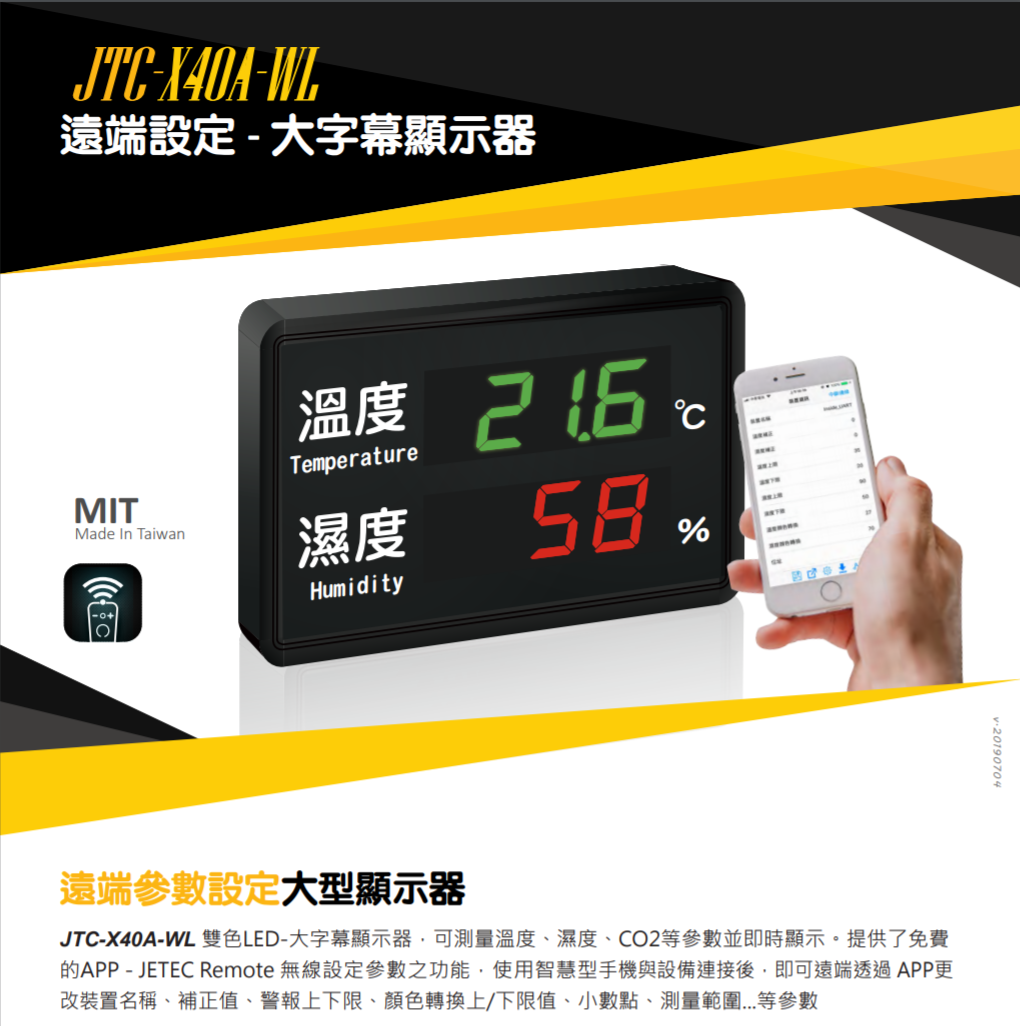 JTC-X40A-WL
遠端設定 - 大字幕顯示器
溫度
Temperature
21.6
℃
濕度
Humidity
58
%
MIT
Made In Taiwan
v.20190704
遠端參數設定大型顯示器
JTC-X40A-WL 雙色LED-大字幕顯示器，可測量溫度、濕度、CO2等參數並即時顯示。提供了免費
的APP - JETEC Remote 無線設定參數之功能，使用智慧型手機與設備連接後，即可遠端透過 APP更
改裝置名稱、補正值、警報上下限、顏色轉換上/下限值、小數點、測量範圍...等參數